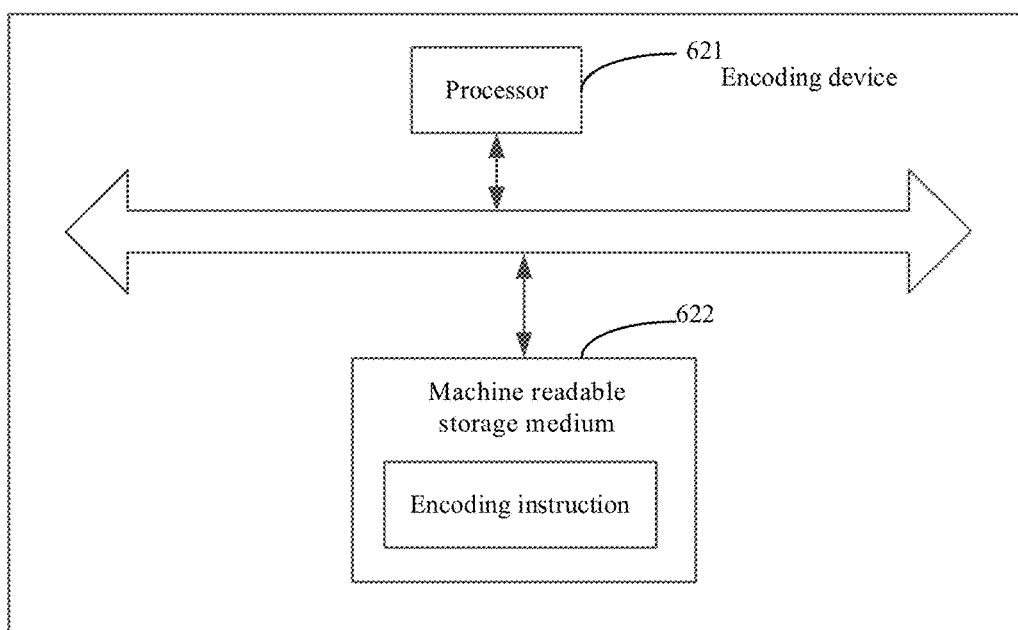 621
Encoding device
Processor
622
Machine readable
storage medium
Encoding instruction